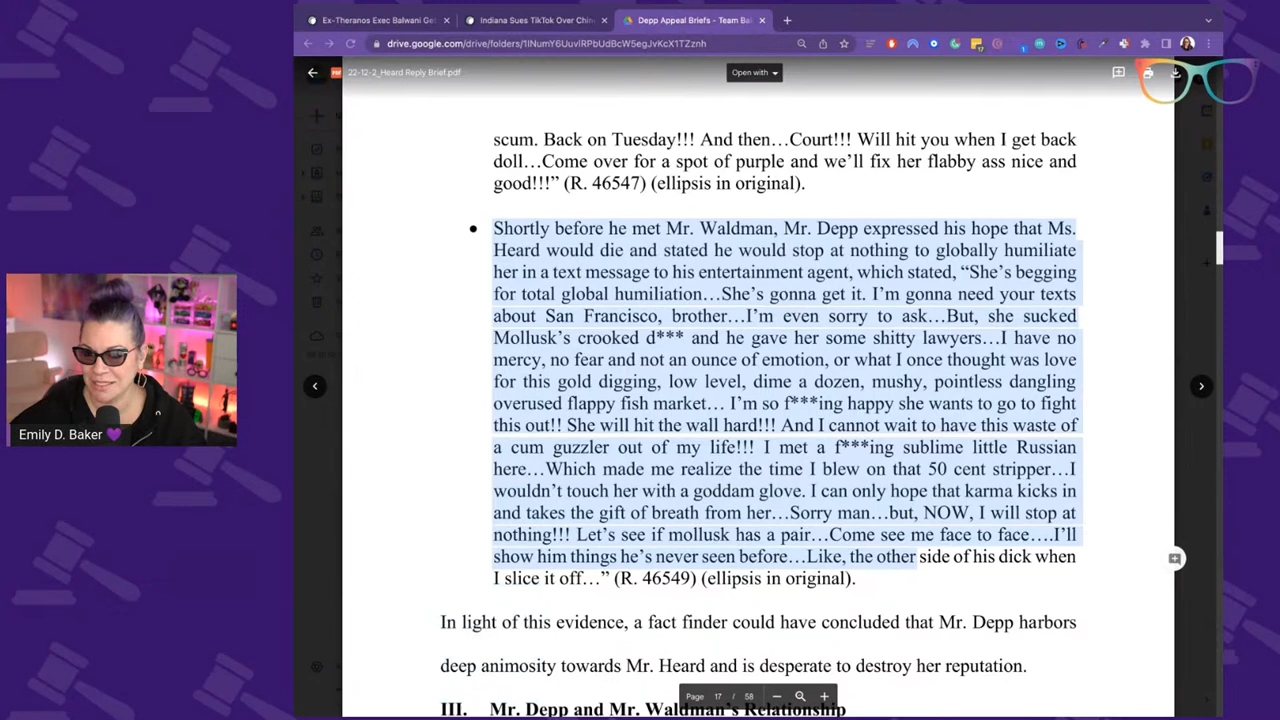 Ex-Theranos Exec Balwani Get
Indiana Sues TikTok Over Chin
Depp Appeal Briefs - Team Bak
drive.google.com/drive/folders/1lNumY6UuvlRPbUdBcW5egJvKcX1TZznh
22-12-2_Heard Reply Brief.pdf
Open with
scum. Back on Tuesday!!! And then…Court!!! Will hit you when I get back
doll…Come over for a spot of purple and we’ll fix her flabby ass nice and
good!!!” (R. 46547) (ellipsis in original).
• Shortly before he met Mr. Waldman, Mr. Depp expressed his hope that Ms.
Heard would die and stated he would stop at nothing to globally humiliate
her in a text message to his entertainment agent, which stated, “She’s begging
for total global humiliation…She’s gonna get it. I’m gonna need your texts
about San Francisco, brother…I’m even sorry to ask…But, she sucked
Mollusk’s crooked d*** and he gave her some shitty lawyers…I have no
mercy, no fear and not an ounce of emotion, or what I once thought was love
for this gold digging, low level, dime a dozen, mushy, pointless dangling
overused flappy fish market… I’m so f***ing happy she wants to go to fight
this out!! She will hit the wall hard!!! And I cannot wait to have this waste of
a cum guzzler out of my life!!! I met a f***ing sublime little Russian
here…Which made me realize the time I blew on that 50 cent stripper…I
wouldn’t touch her with a goddam glove. I can only hope that karma kicks in
and takes the gift of breath from her…Sorry man…but, NOW, I will stop at
nothing!!! Let’s see if mollusk has a pair…Come see me face to face….I’ll
show him things he’s never seen before…Like, the other side of his dick when
I slice it off…” (R. 46549) (ellipsis in original).
In light of this evidence, a fact finder could have concluded that Mr. Depp harbors
deep animosity towards Mr. Heard and is desperate to destroy her reputation.
III. Mr. Depp and Mr. Waldman’s Relationship
Page 17 / 58
Emily D. Baker